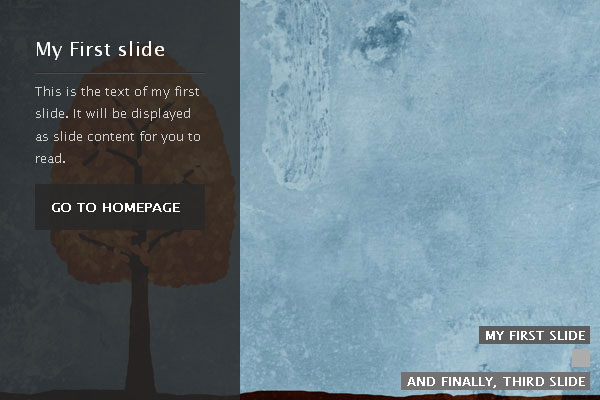 My First slide
This is the text of my first
slide. It will be displayed
as slide content for you to
read.
GO TO HOMEPAGE
MY FIRST SLIDE
AND FINALLY, THIRD SLIDE